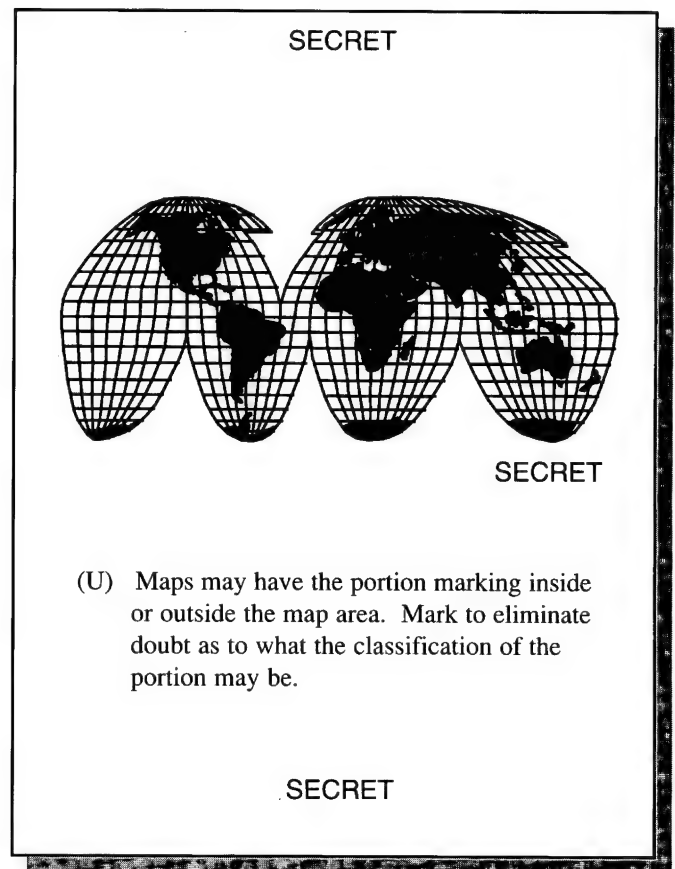 SECRET
SECRET
(U) Maps may have the portion marking inside
or outside the map area. Mark to eliminate
doubt as to what the classification of the
portion may be.
SECRET